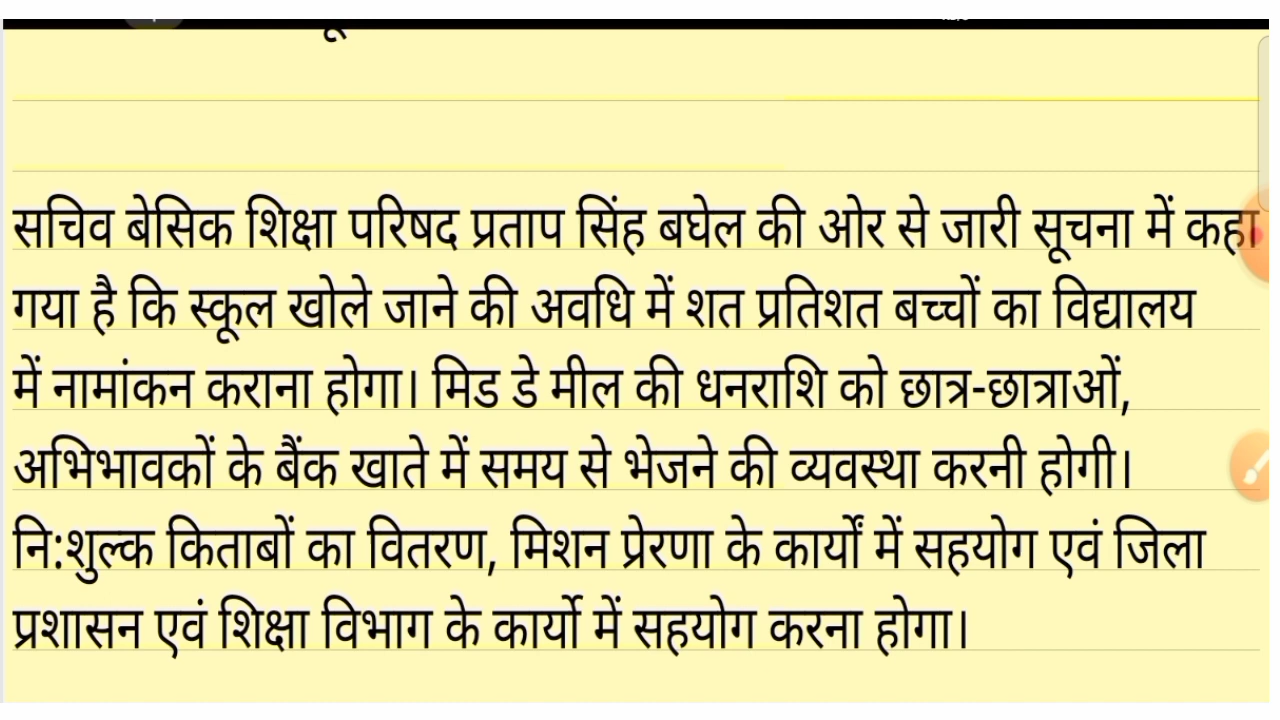 सचिव बेसिक शिक्षा परिषद प्रताप सिंह बघेल की ओर से जारी सूचना में कहा
गया है कि स्कूल खोले जाने की अवधि में शत प्रतिशत बच्चों का विद्यालय
में नामांकन कराना होगा। मिड डे मील की धनराशि को छात्र-छात्राओं,
अभिभावकों के बैंक खाते में समय से भेजने की व्यवस्था करनी होगी।
नि:शुल्क किताबों का वितरण, मिशन प्रेरणा के कार्यों में सहयोग एवं जिला
प्रशासन एवं शिक्षा विभाग के कार्यो में सहयोग करना होगा।